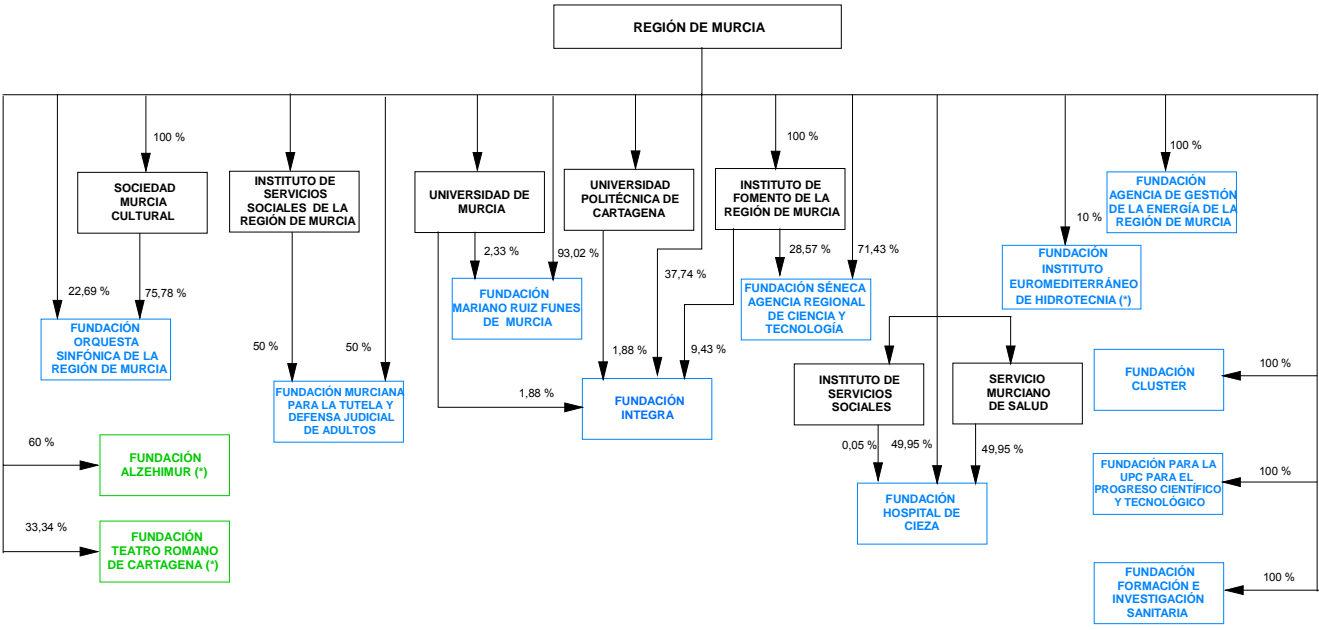 REGIÓN DE MURCIA
100 %
100 %
100 %
SOCIEDAD
MURCIA
CULTURAL
INSTITUTO DE
SERVICIOS
SOCIALES DE LA
REGIÓN DE MURCIA
UNIVERSIDAD DE
MURCIA
UNIVERSIDAD
POLITÉCNICA DE
CARTAGENA
INSTITUTO DE
FOMENTO DE LA
REGIÓN DE MURCIA
FUNDACIÓN
AGENCIA DE GESTIÓN
DE LA ENERGÍA DE LA
REGIÓN DE MURCIA
10 %
2,33 %
93,02 %
37,74 %
28,57 %
71,43 %
22,69 %
75,78 %
FUNDACIÓN
MARIANO RUIZ FUNES
DE MURCIA
FUNDACIÓN SÉNECA
AGENCIA REGIONAL
DE CIENCIA Y
TECNOLOGÍA
FUNDACIÓN
INSTITUTO
EUROMEDITERRÁNEO
DE HIDROTECNIA (*)
FUNDACIÓN
ORQUESTA
SINFÓNICA DE LA
REGIÓN DE MURCIA
50 %
50 %
1,88 %
9,43 %
1,88 %
FUNDACIÓN MURCIANA
PARA LA TUTELA Y
DEFENSA JUDICIAL
DE ADULTOS
FUNDACIÓN
INTEGRA
INSTITUTO DE
SERVICIOS
SOCIALES
SERVICIO
MURCIANO
DE SALUD
FUNDACIÓN
CLUSTER
100 %
60 %
FUNDACIÓN
ALZEHIMUR (*)
0,05 %
49,95 %
49,95 %
FUNDACIÓN
HOSPITAL DE
CIEZA
FUNDACIÓN PARA LA
UPC PARA EL
PROGRESO CIENTÍFICO
Y TECNOLÓGICO
100 %
33,34 %
FUNDACIÓN
TEATRO ROMANO
DE CARTAGENA (*)
FUNDACIÓN
FORMACIÓN E
INVESTIGACIÓN
SANITARIA
100 %